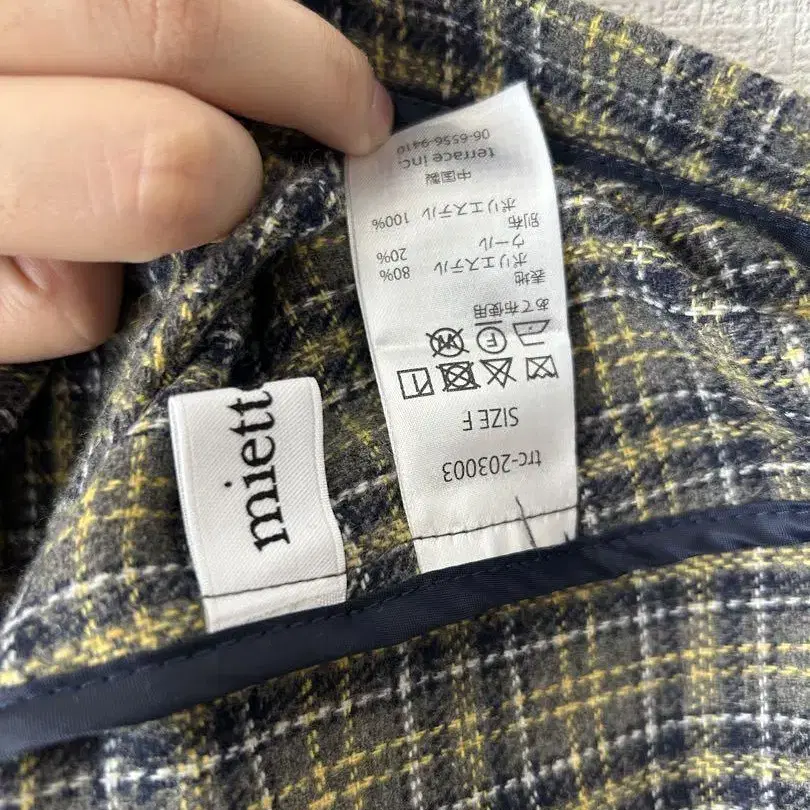 trc-203003
SIZE F
あて布使用
表地
ポリエステル 80%
ウール 20%
別布
ポリエステル 100%
中国製
terrace inc.
06-6556-9410
miett